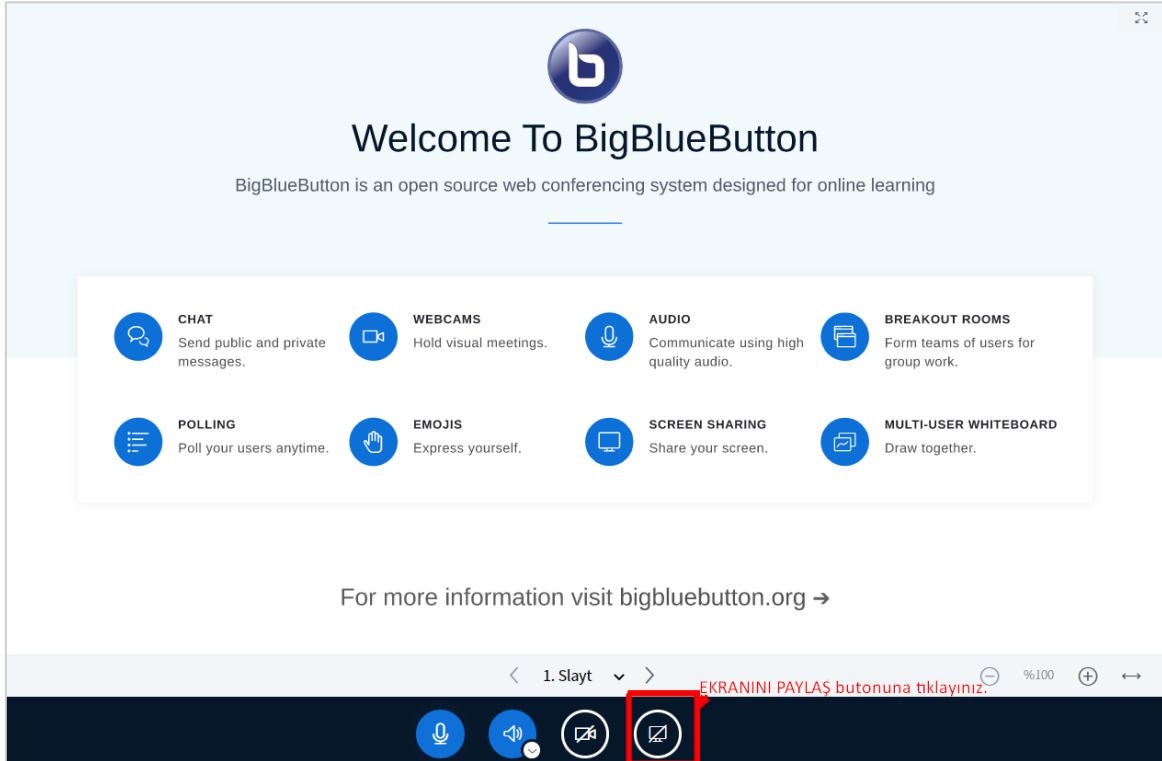 Welcome To BigBlueButton
BigBlueButton is an open source web conferencing system designed for online learning
CHAT
Send public and private
messages.
WEBCAMS
Hold visual meetings.
AUDIO
Communicate using high
quality audio.
BREAKOUT ROOMS
Form teams of users for
group work.
POLLING
Poll your users anytime.
EMOJIS
Express yourself.
SCREEN SHARING
Share your screen.
MULTI-USER WHITEBOARD
Draw together.
For more information visit bigbluebutton.org ➔
1. Slayt
%100
EKRANINI PAYLAŞ butonuna tıklayınız.